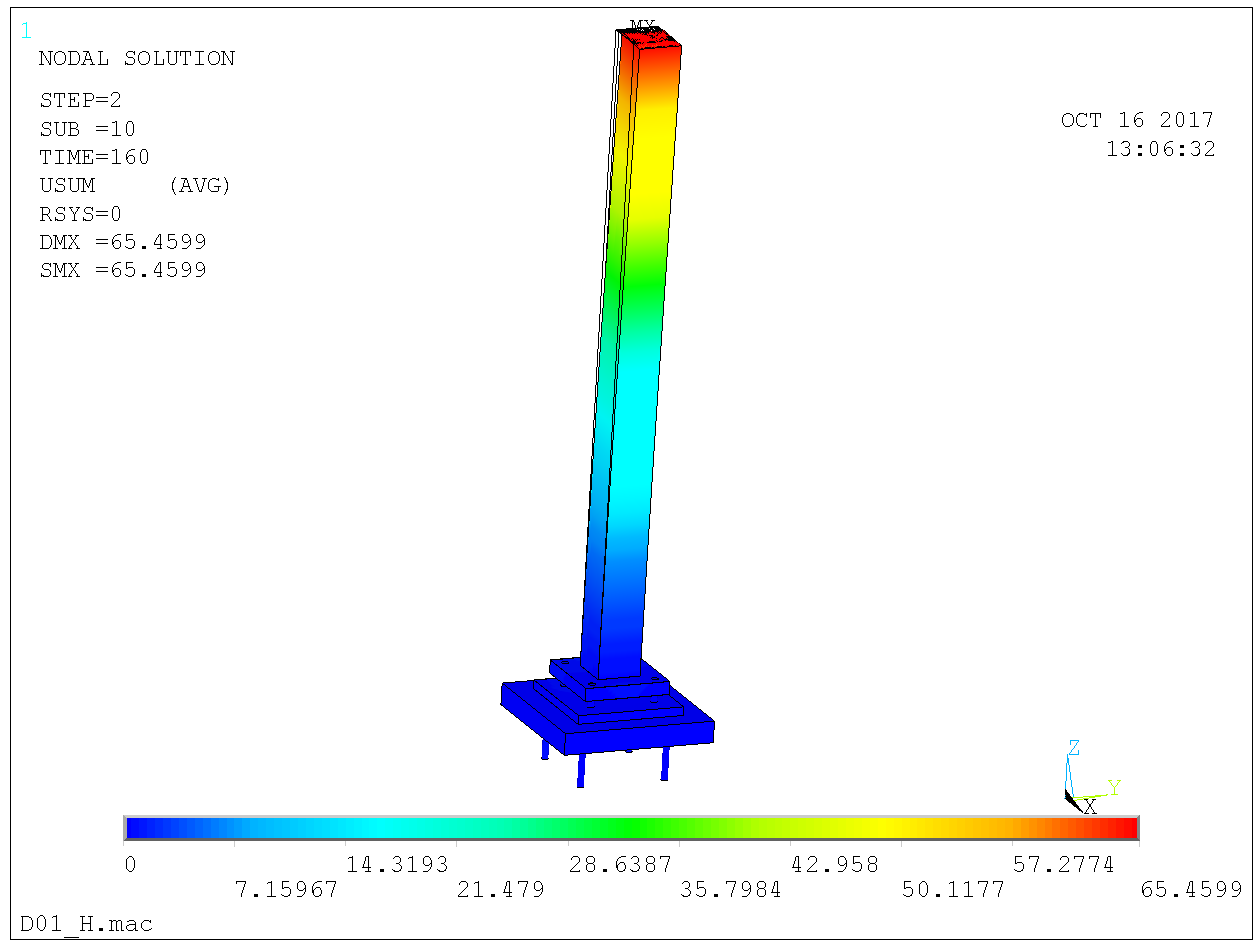 1
NODAL SOLUTION
STEP=2
SUB =10
TIME=160
USUM (AVG)
RSYS=0
DMX =65.4599
SMX =65.4599
OCT 16 2017
13:06:32
MX
Z
Y
X
0 14.3193 28.6387 42.958 57.2774
7.15967 21.479 35.7984 50.1177 65.4599
D01_H.mac